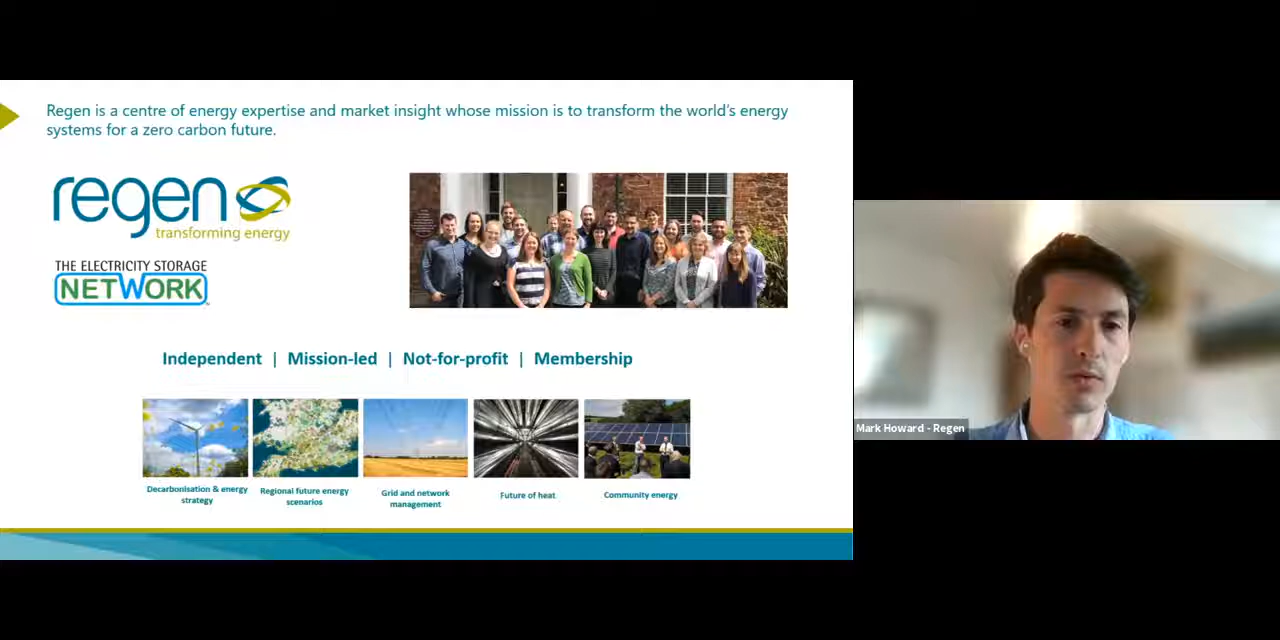 Regen is a centre of energy expertise and market insight whose mission is to transform the world's energy
systems for a zero carbon future.
regen
transforming energy
THE ELECTRICITY STORAGE
NETWORK
Independent | Mission-led | Not-for-profit | Membership
Decarbonisation & energy
strategy
Regional future energy
scenarios
Grid and network
management
Future of heat
Community energy
Mark Howard - Regen